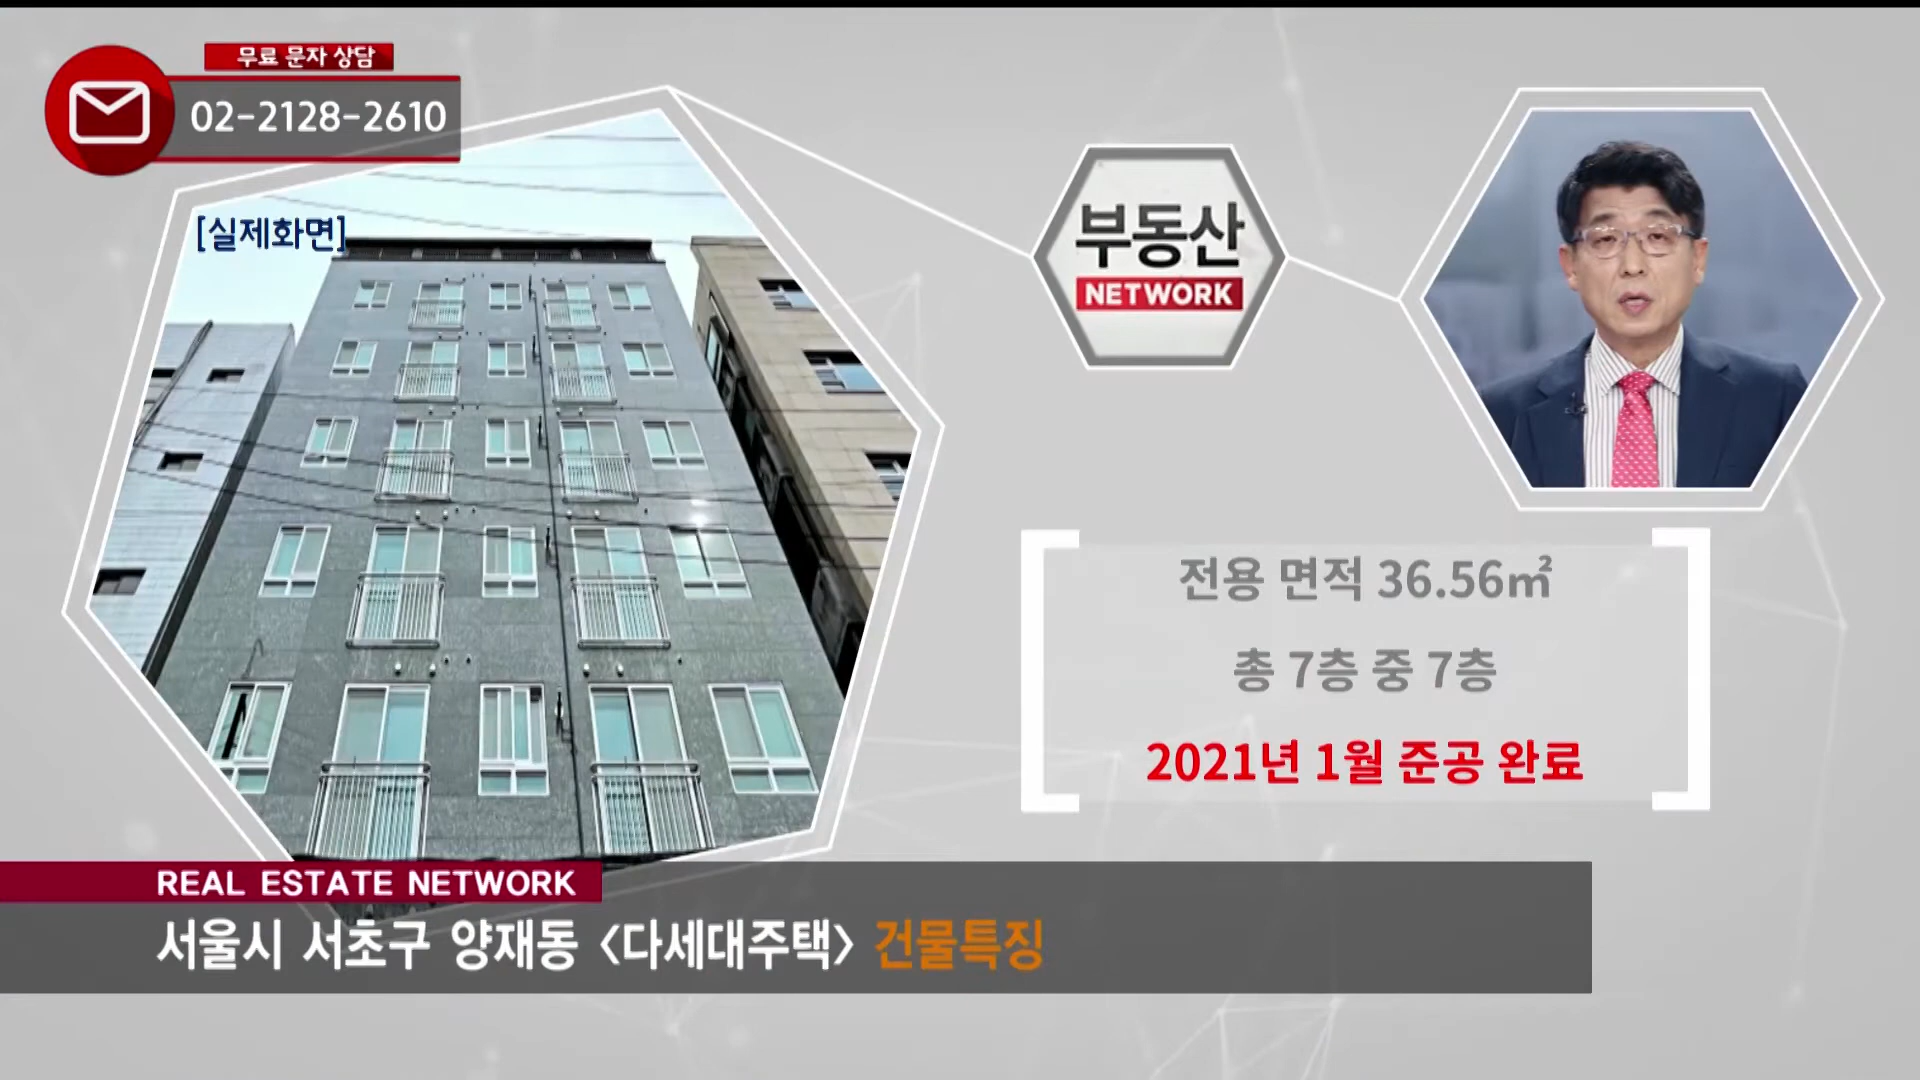 무료 문자 상담
02-2128-2610
[실제화면]
부동산
NETWORK
전용 면적 36.56㎡
총 7층 중 7층
2021년 1월 준공 완료
REAL ESTATE NETWORK
서울시 서초구 양재동 <다세대주택> 건물특징